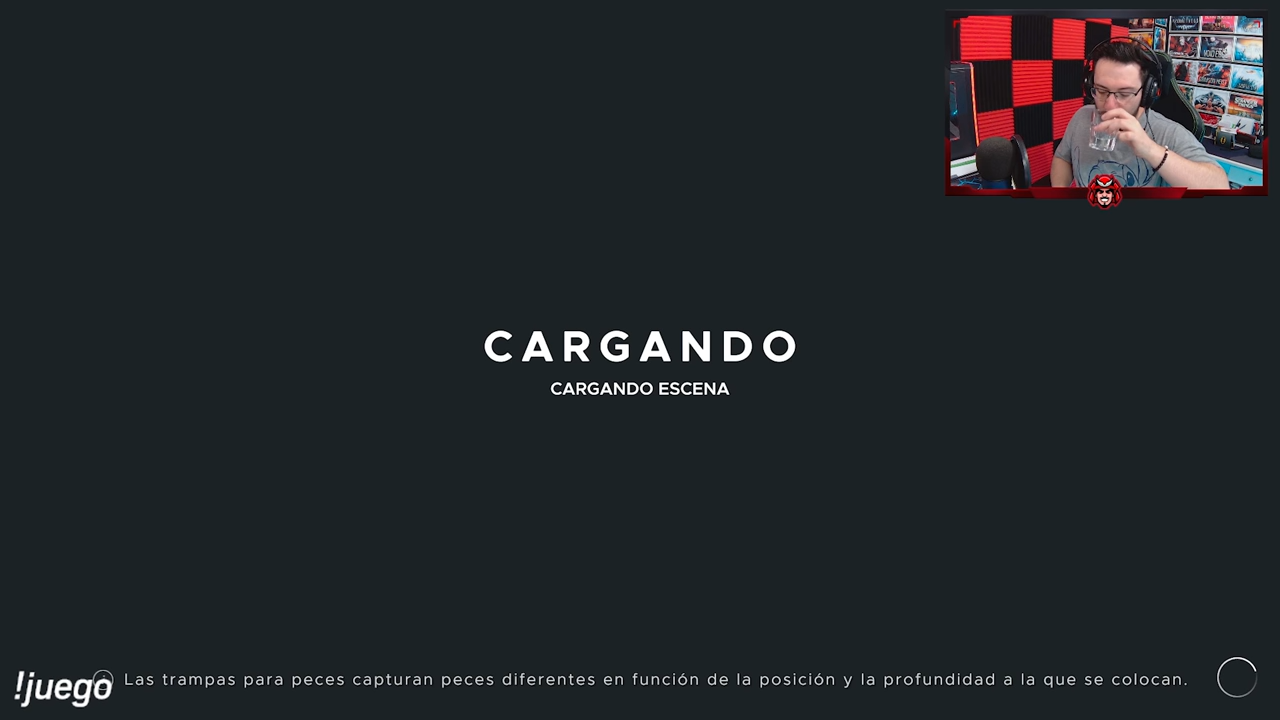 CARGANDO
CARGANDO ESCENA
!juego
Las trampas para peces capturan peces diferentes en función de la posición y la profundidad a la que se colocan.